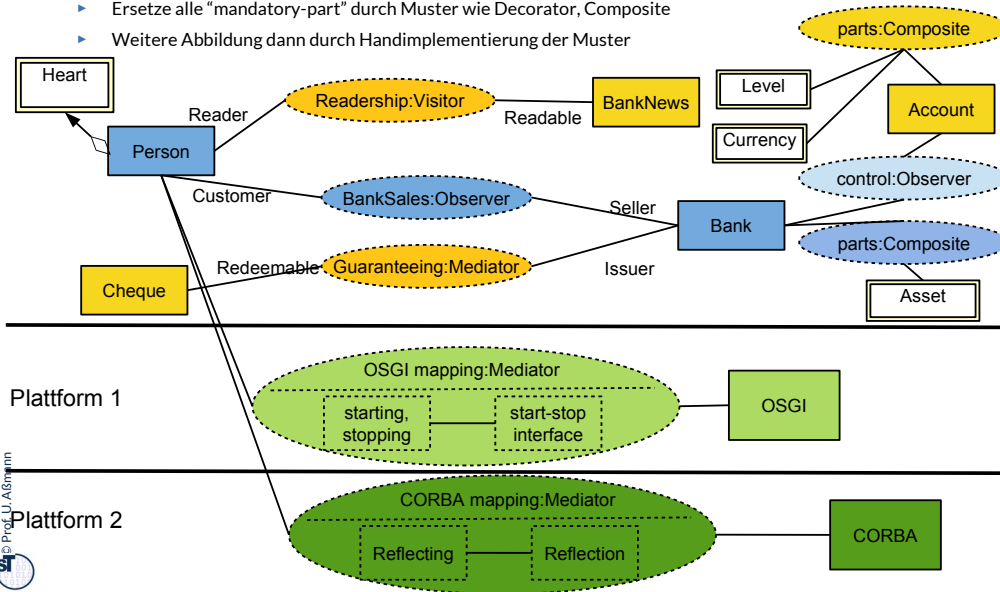 Ersetze alle “mandatory-part” durch Muster wie Decorator, Composite
Weitere Abbildung dann durch Handimplementierung der Muster
parts:Composite
Heart
Level
Readership:Visitor
BankNews
Account
Reader
Readable
Currency
Person
control:Observer
Customer
BankSales:Observer
Seller
Bank
parts:Composite
Redeemable
Guaranteeing:Mediator
Issuer
Cheque
Asset
OSGI mapping:Mediator
Plattform 1
starting,
stopping
start-stop
interface
OSGI
CORBA mapping:Mediator
Plattform 2
Reflecting
Reflection
CORBA
© Prof. U. Aßmann